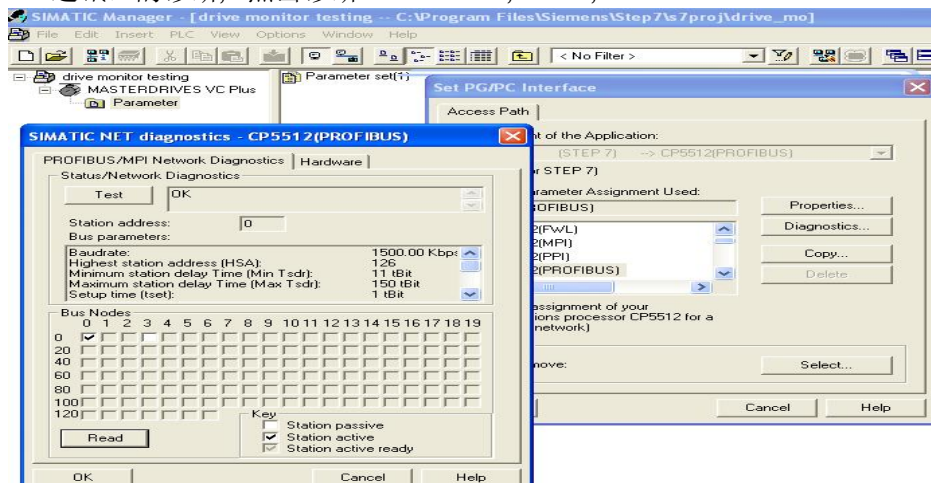 SIMATIC Manager - [drive monitor testing -- C:\Program Files\Siemens\Step7\s7proj\drive_mo]
File Edit Insert PLC View Options Window Help
< No Filter >
drive monitor testing
MASTERDRIVES VC Plus
Parameter
Parameter set(1)
Set PG/PC Interface
Access Path
nt of the Application:
(STEP 7) --> CP5512(PROFIBUS)
r STEP 7)
arameter Assignment Used:
OFIBUS)
Properties...
2(FWL)
Diagnostics...
2(MPI)
2(PPI)
Copy...
2(PROFIBUS)
Delete
assignment of your
ions processor CP5512 for a
network)
nove:
Select...
Cancel
Help
SIMATIC NET diagnostics - CP5512(PROFIBUS)
PROFIBUS/MPI Network Diagnostics
Hardware
Status/Network Diagnostics
Test
OK
Station address:
0
Bus parameters:
Baudrate: 1500.00 Kbps
Highest station address (HSA): 126
Minimum station delay Time (Min Tsdr): 11 tBit
Maximum station delay Time (Max Tsdr): 150 tBit
Setup time (tset): 1 tBit
Bus Nodes
0 1 2 3 4 5 6 7 8 9 10 11 12 13 14 15 16 17 18 19
0
20
40
60
80
100
120
Key
Station passive
Station active
Station active ready
Read
OK
Cancel
Help